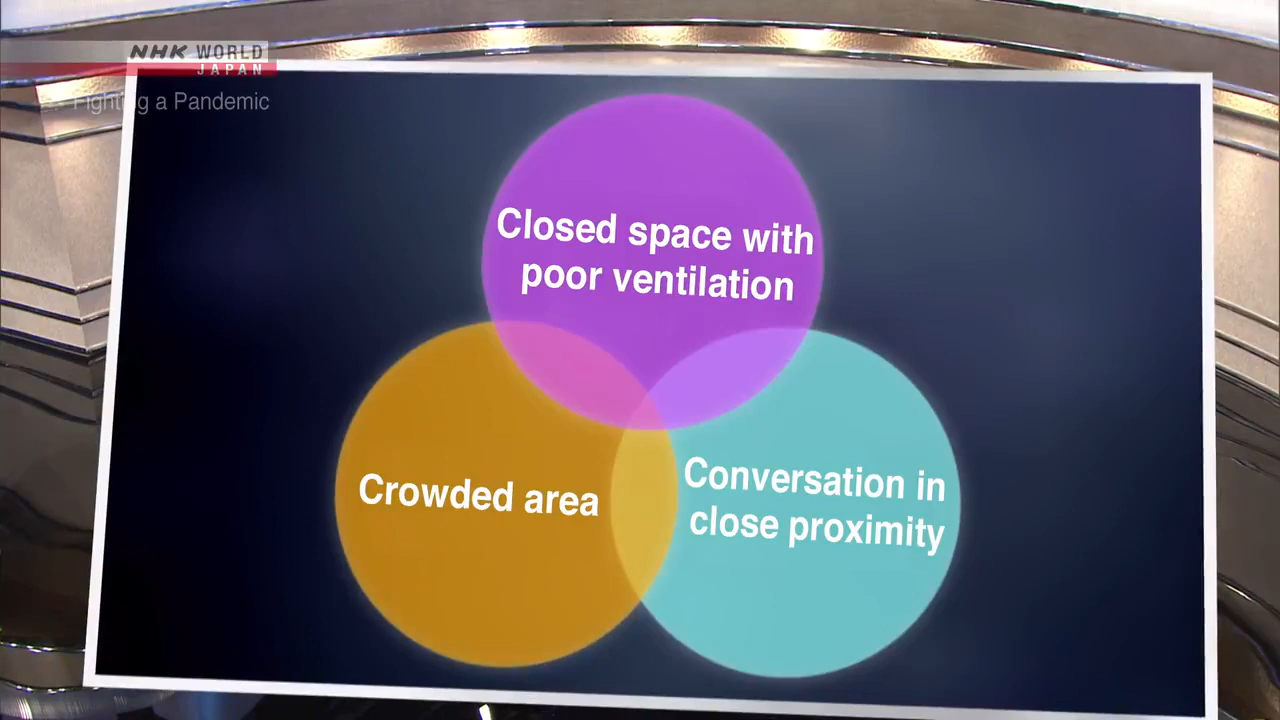 NHK WORLD
JAPAN
Fighting a Pandemic
Closed space with
poor ventilation
Crowded area
Conversation in
close proximity